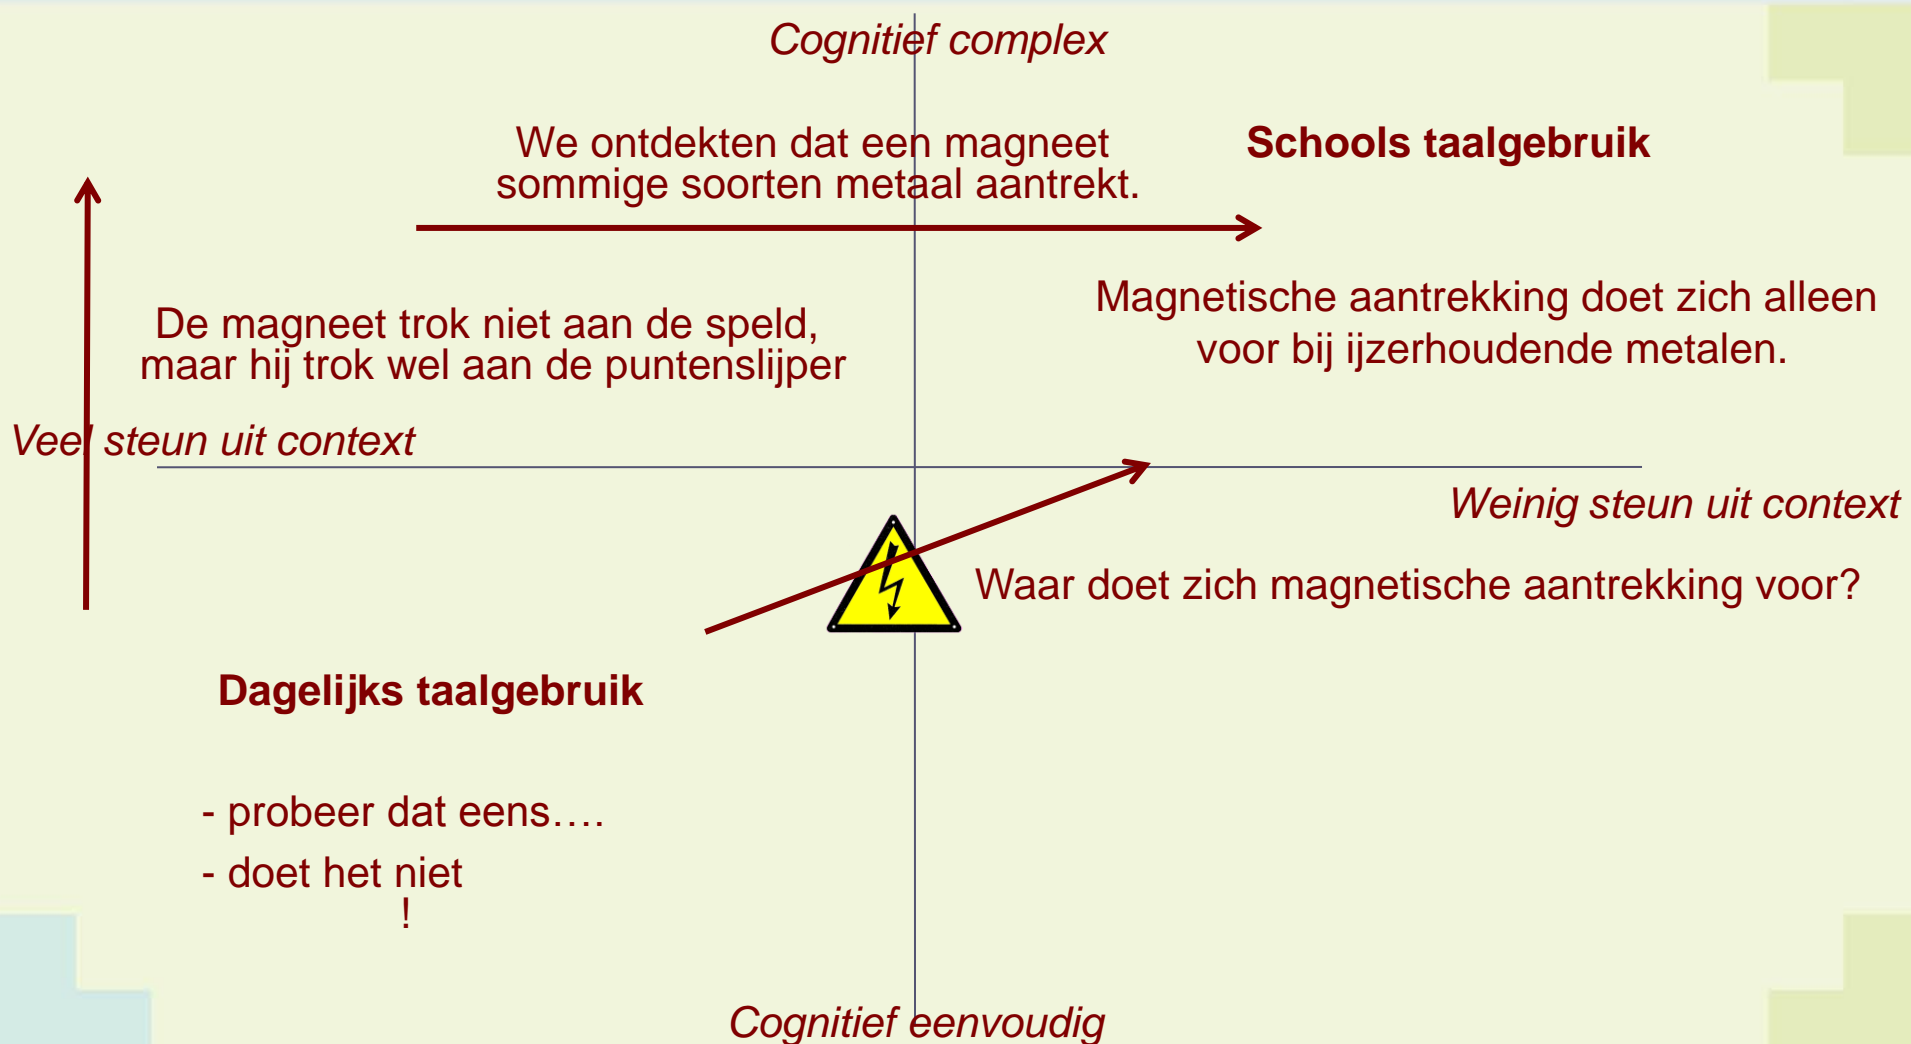 Cognitief complex
We ontdekten dat een magneet
sommige soorten metaal aantrekt.
Schools taalgebruik
De magneet trok niet aan de speld,
maar hij trok wel aan de puntenslijper
Magnetische aantrekking doet zich alleen
voor bij ijzerhoudende metalen.
Veel steun uit context
Weinig steun uit context
Waar doet zich magnetische aantrekking voor?
Dagelijks taalgebruik
- probeer dat eens….
- doet het niet
!
Cognitief eenvoudig